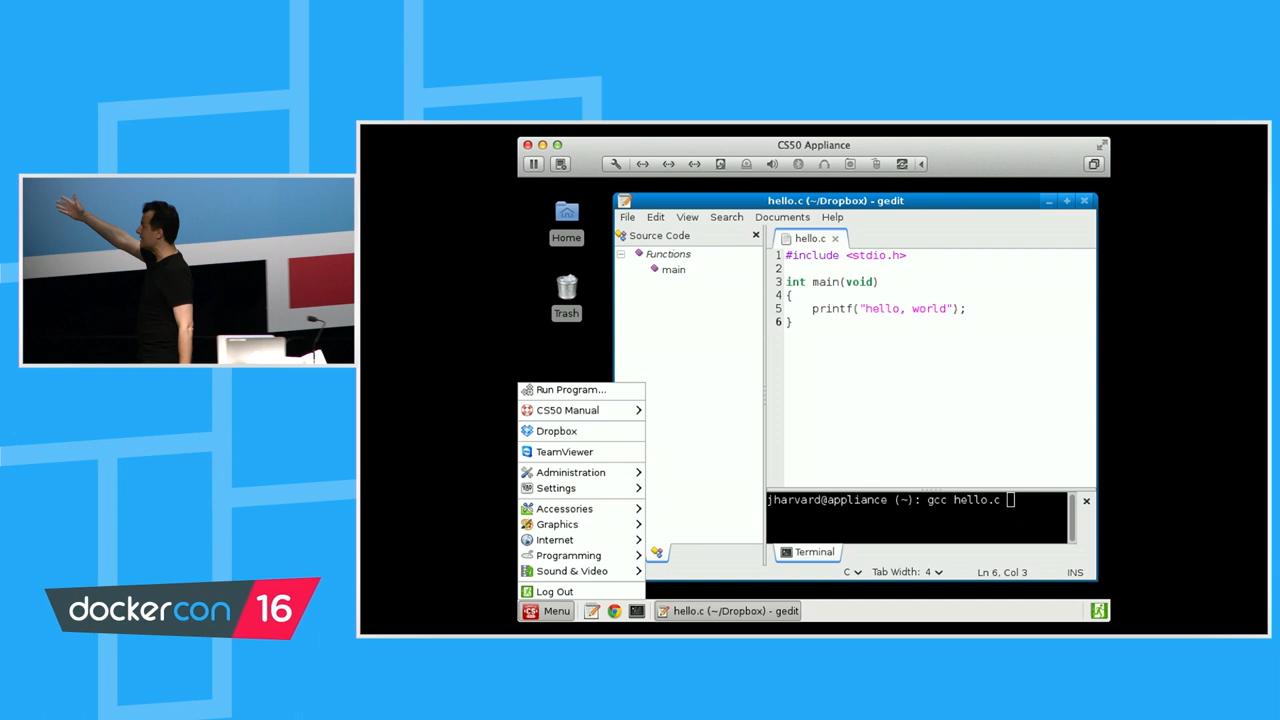 CS50 Appliance
hello.c (~/Dropbox) - gedit
File Edit View Search Documents Help
Source Code
hello.c
Functions
main
1 #include <stdio.h>
2
3 int main(void)
4 {
5 printf("hello, world");
6 }
Home
Trash
Run Program...
CS50 Manual
Dropbox
TeamViewer
Administration
Settings
Accessories
Graphics
Internet
Programming
Sound & Video
Log Out
jharvard@appliance (~): gcc hello.c
Terminal
C Tab Width: 4 Ln 6, Col 3 INS
CS50 Menu
hello.c (~/Dropbox) - gedit
dockercon 16